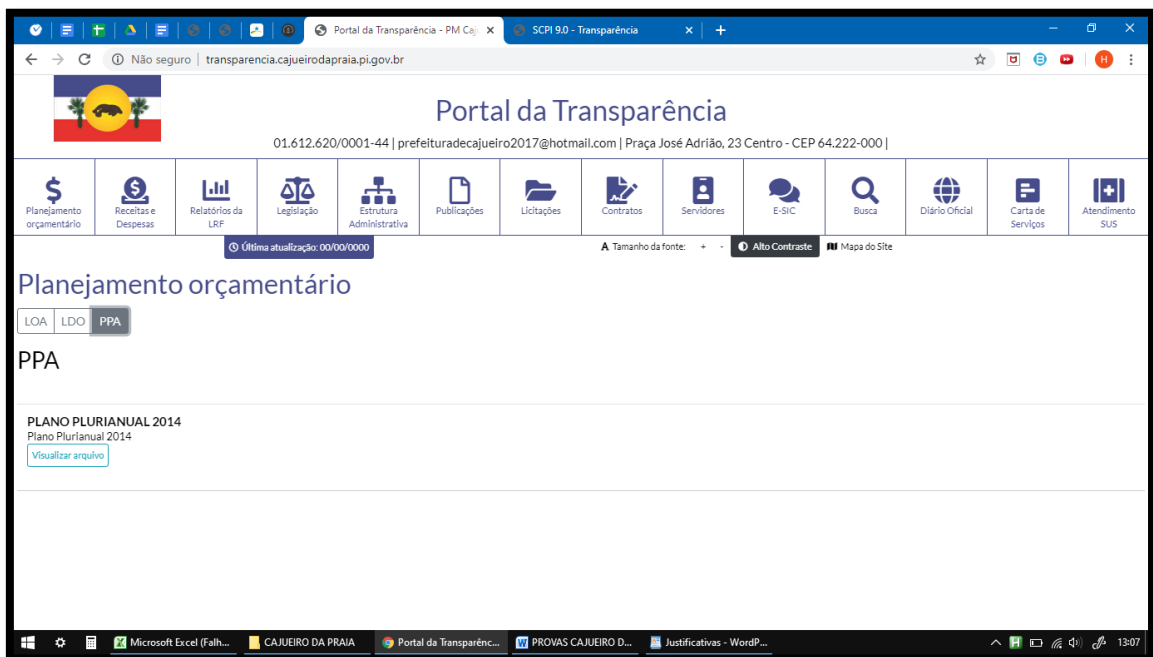 Portal da Transparência - PM Caj
SCPI 9.0 - Transparência
Não seguro | transparencia.cajueirodapraia.pi.gov.br
H
Portal da Transparência
01.612.620/0001-44 | prefeituradecajueiro2017@hotmail.com | Praça José Adrião, 23 Centro - CEP 64.222-000 |
Planejamento orçamentário
Receitas e Despesas
Relatórios da LRF
Legislação
Estrutura Administrativa
Publicações
Licitações
Contratos
Servidores
E-SIC
Busca
Diário Oficial
Carta de Serviços
Atendimento SUS
Última atualização: 00/00/0000
A Tamanho da fonte: + - Alto Contraste Mapa do Site
Planejamento orçamentário
LOA LDO PPA
PPA
PLANO PLURIANUAL 2014
Plano Plurianual 2014
Visualizar arquivo
Microsoft Excel (Falh... CAJUEIRO DA PRAIA Portal da Transparênc... PROVAS CAJUEIRO D... Justificativas - WordP... 13:07